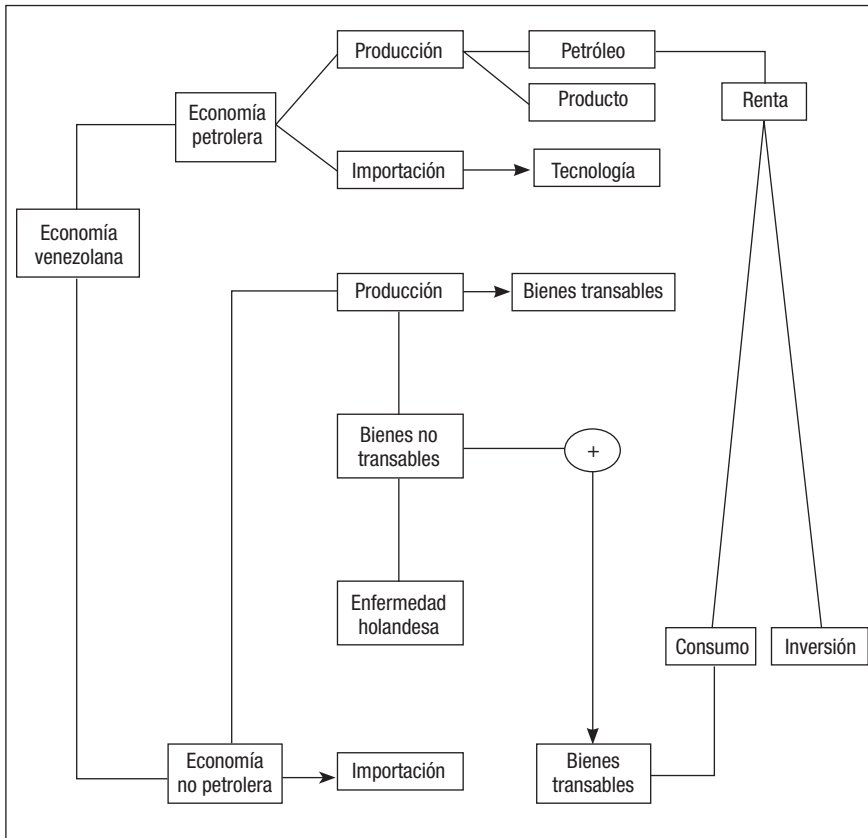 Producción
Petróleo
Economía
petrolera
Producto
Renta
Importación
Tecnología
Economía
venezolana
Producción
Bienes transables
Bienes no
transables
+
Enfermedad
holandesa
Consumo
Inversión
Economía
no petrolera
Importación
Bienes
transables